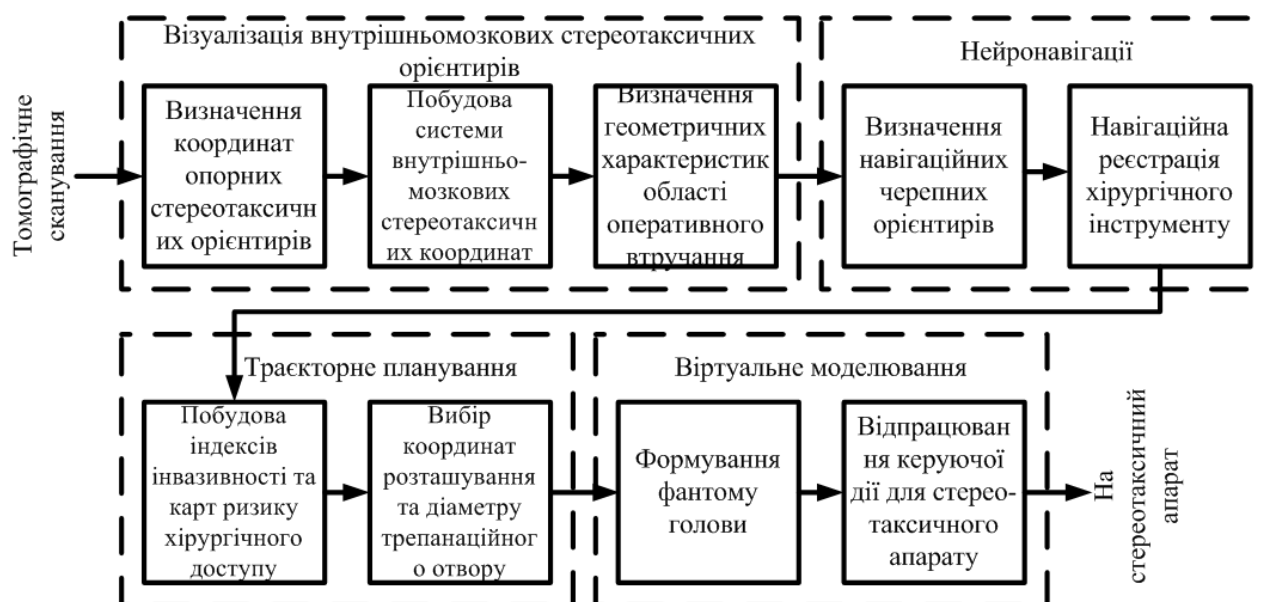 Томографічне
сканування
Візуалізація внутрішньомозкових стереотаксичних
орієнтирів
Визначення
координат
опорних
стереотаксичн
их орієнтирів
Побудова
системи
внутрішньо-
мозкових
стереотаксичн
их координат
Визначення
геометричних
характеристик
області
оперативного
втручання
Нейронавігації
Визначення
навігаційних
черепних
орієнтирів
Навігаційна
реєстрація
хірургічного
інструменту
Траєкторне планування
Побудова
індексів
інвазивності та
карт ризику
хірургічного
доступу
Вибір
координат
розташування
та діаметру
трепанаційног
о отвору
Віртуальне моделювання
Формування
фантому
голови
Відпрацюван
ня керуючої
дії для стерео-
таксичного
апарату
На
стереотаксичний
апарат